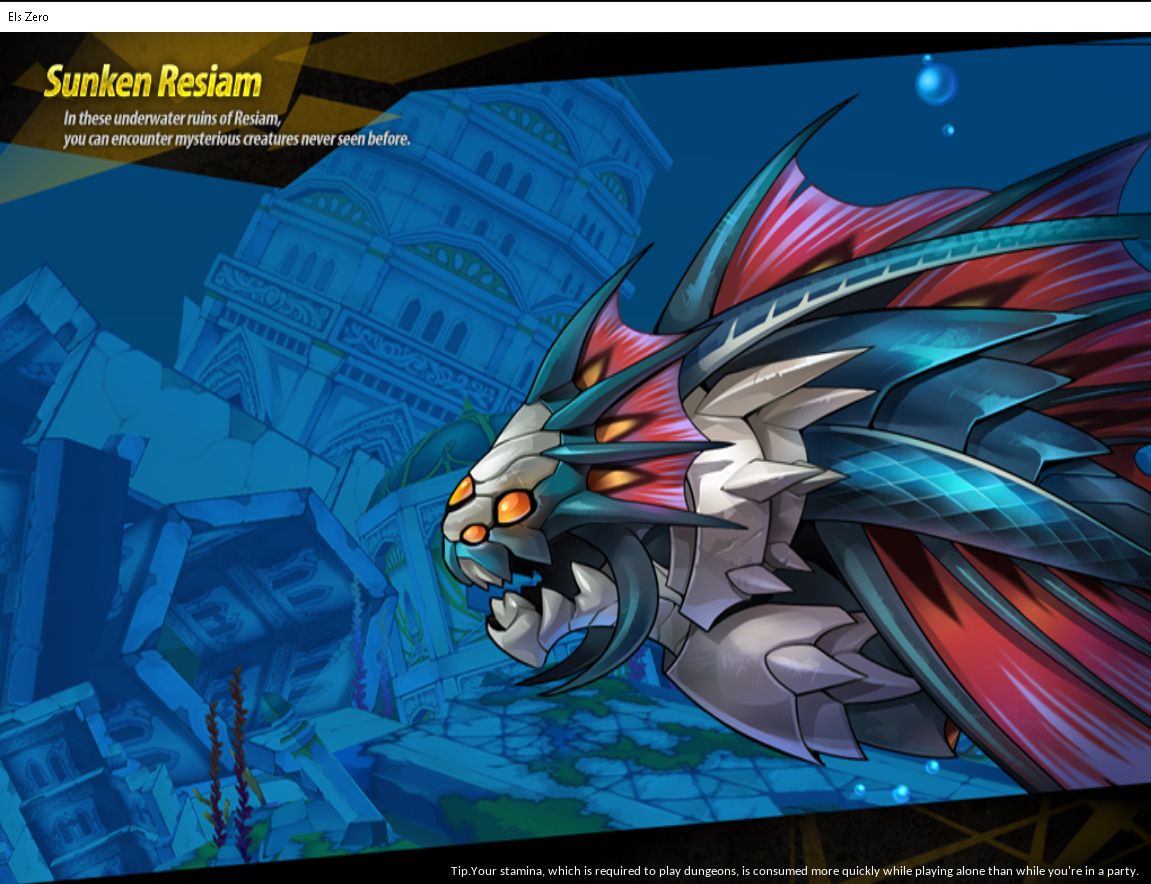 Els Zero
Sunken Resiam
In these underwater ruins of Resiam,
you can encounter mysterious creatures never seen before.
Tip.Your stamina, which is required to play dungeons, is consumed more quickly while playing alone than while you're in a party.